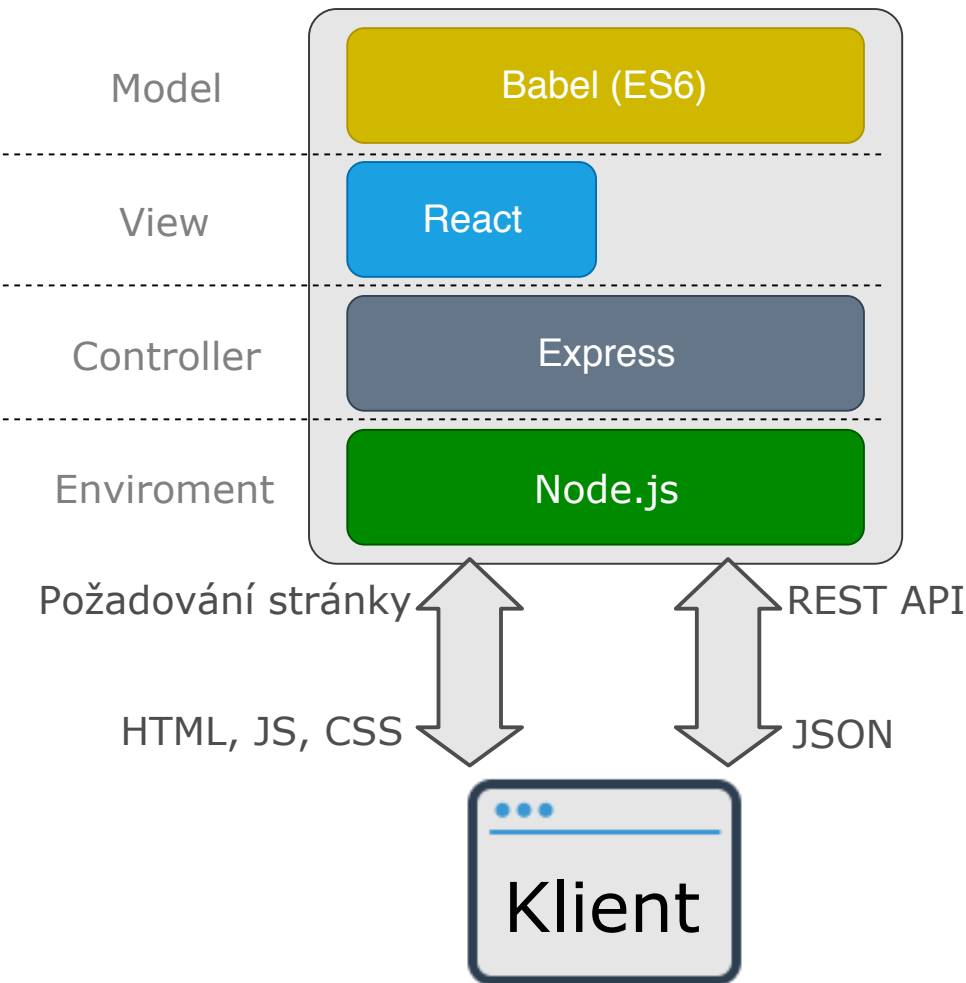 Model
Babel (ES6)
View
React
Controller
Express
Enviroment
Node.js
Požadování stránky
REST API
HTML, JS, CSS
JSON
Klient